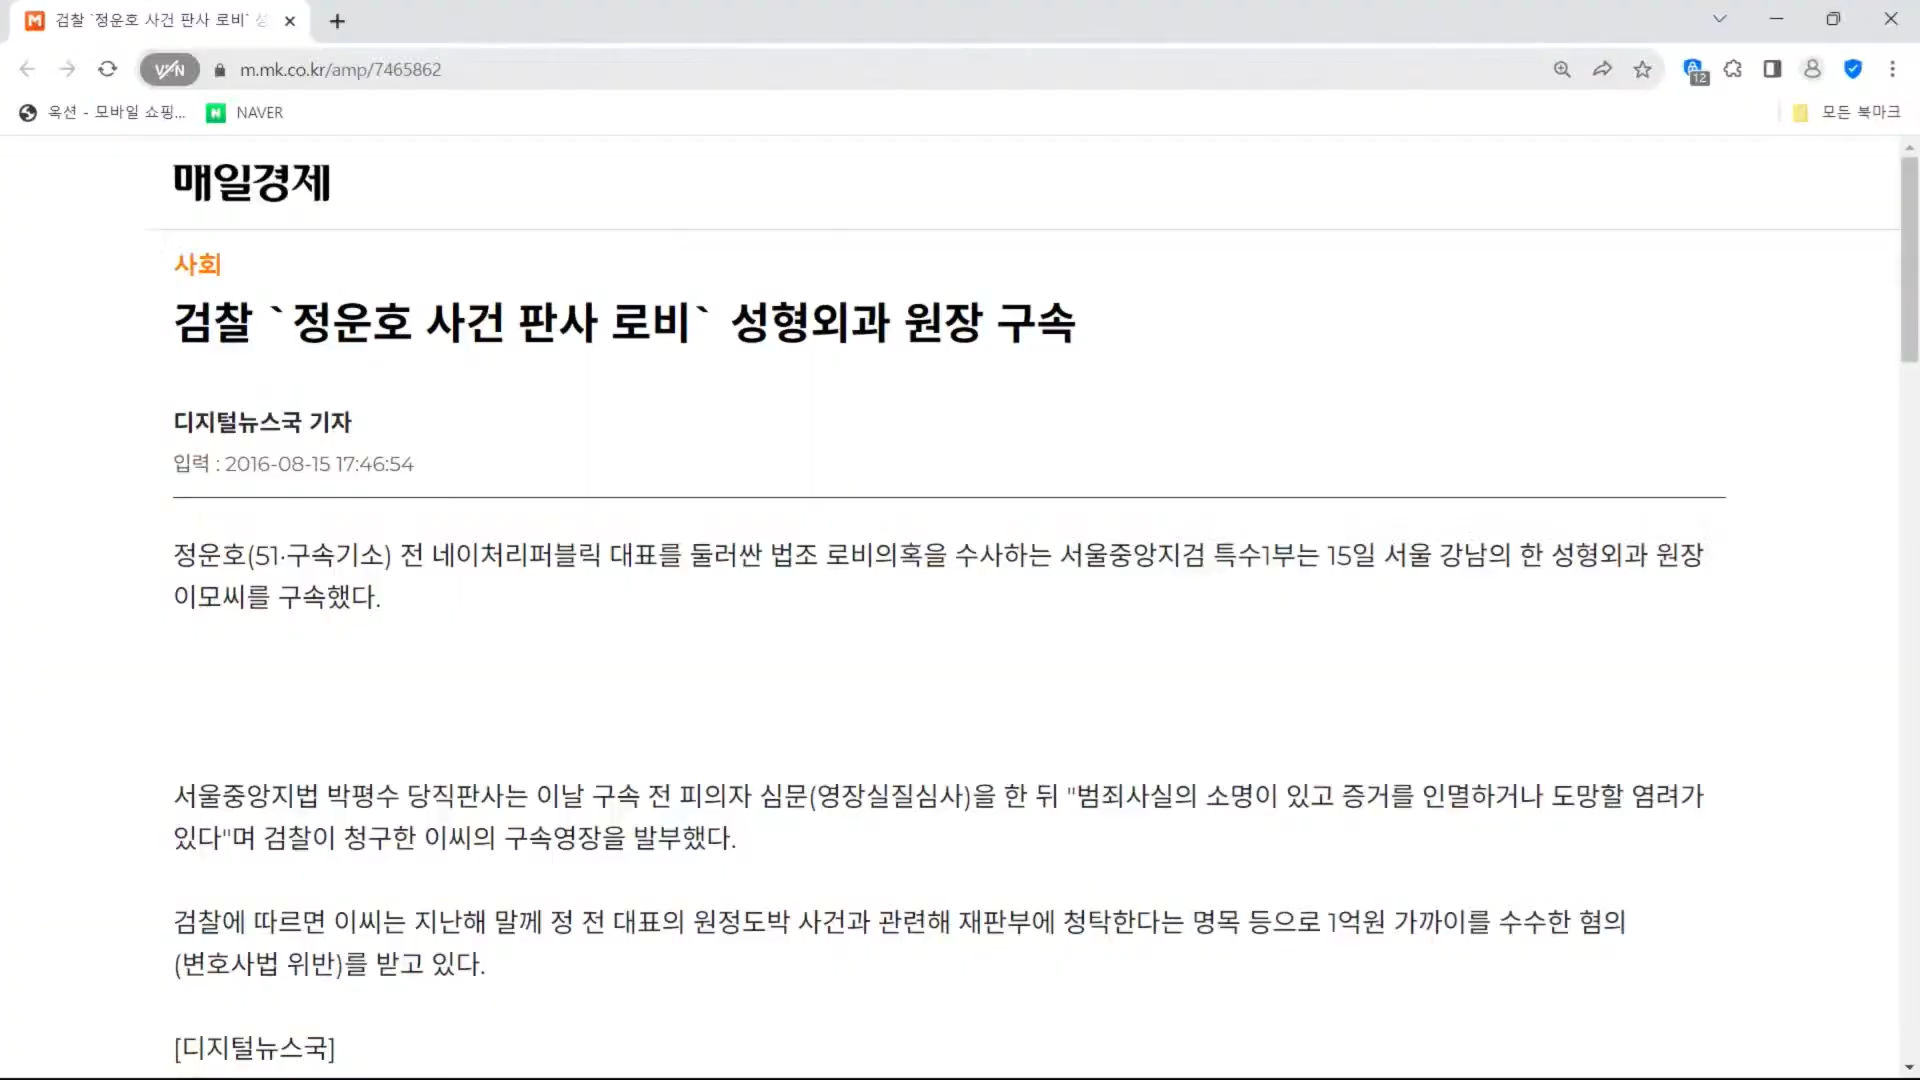 검찰 `정운호 사건 판사 로비` 성
m.mk.co.kr/amp/7465862
12
옥션 - 모바일 쇼핑...
NAVER
모든 북마크
매일경제
사회
검찰 `정운호 사건 판사 로비` 성형외과 원장 구속
디지털뉴스국 기자
입력 : 2016-08-15 17:46:54
정운호(51·구속기소) 전 네이처리퍼블릭 대표를 둘러싼 법조 로비의혹을 수사하는 서울중앙지검 특수1부는 15일 서울 강남의 한 성형외과 원장
이모씨를 구속했다.
서울중앙지법 박평수 당직판사는 이날 구속 전 피의자 심문(영장실질심사)을 한 뒤 "범죄사실의 소명이 있고 증거를 인멸하거나 도망할 염려가
있다"며 검찰이 청구한 이씨의 구속영장을 발부했다.
검찰에 따르면 이씨는 지난해 말께 정 전 대표의 원정도박 사건과 관련해 재판부에 청탁한다는 명목 등으로 1억원 가까이를 수수한 혐의
(변호사법 위반)를 받고 있다.
[디지털뉴스국]